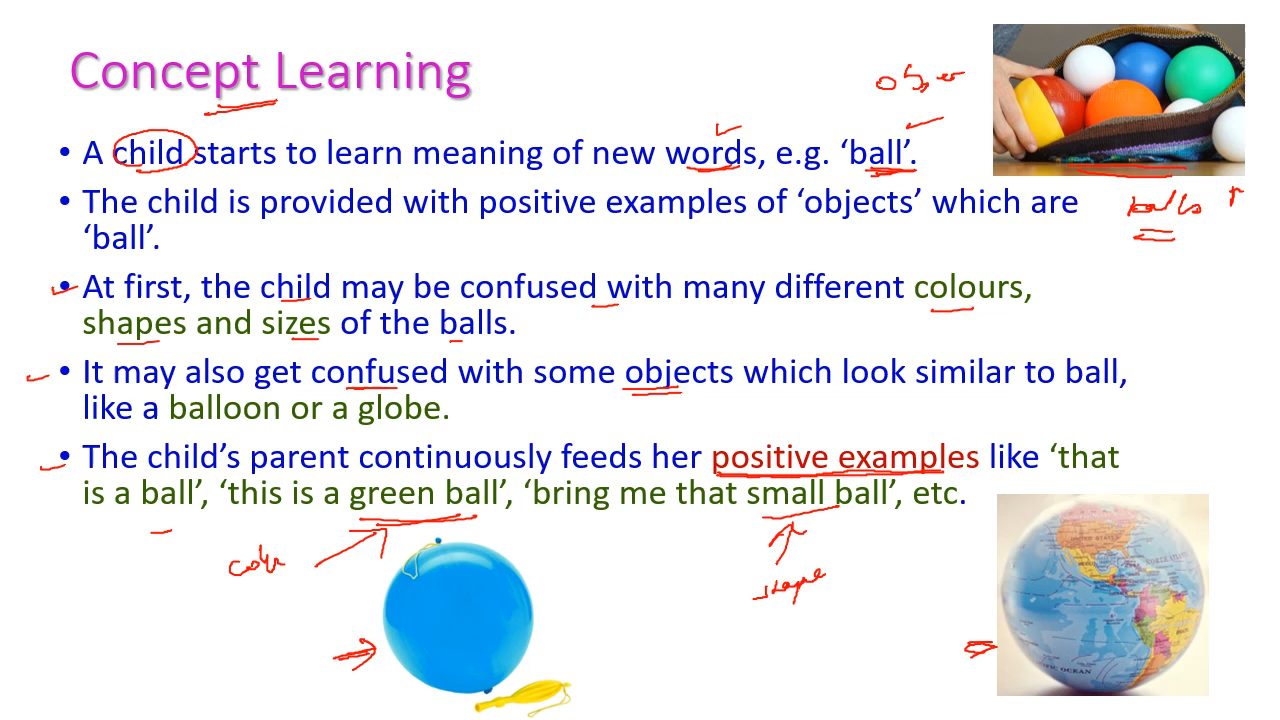 Concept Learning
• A child starts to learn meaning of new words, e.g. ‘ball’.
• The child is provided with positive examples of ‘objects’ which are
‘ball’.
balls
• At first, the child may be confused with many different colours,
shapes and sizes of the balls.
• It may also get confused with some objects which look similar to ball,
like a balloon or a globe.
• The child’s parent continuously feeds her positive examples like ‘that
is a ball’, ‘this is a green ball’, ‘bring me that small ball’, etc.
shape
UNITED STATES
MEXICO
OCEAN